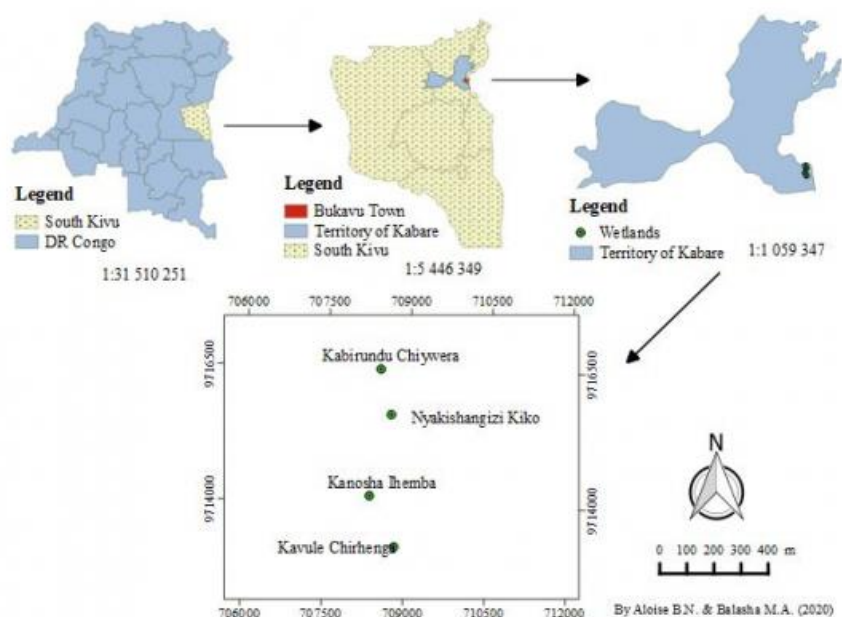 Legend
South Kivu
DR Congo
1:31 510 251
Legend
Bukavu Town
Territory of Kabare
South Kivu
1:5 446 349
Legend
Wetlands
Territory of Kabare
1:1 059 347
706000 707500 709000 710500 712000
9716500
9714000
Kabirundu Chiywera
Nyakishangizi Kiko
Kanosha Ihemba
Kavule Chirhenga
9716500
9714000
706000 707500 709000 710500 712000
N
0 100 200 300 400 m
By Aloise B.N. & Balasha M.A. (2020)